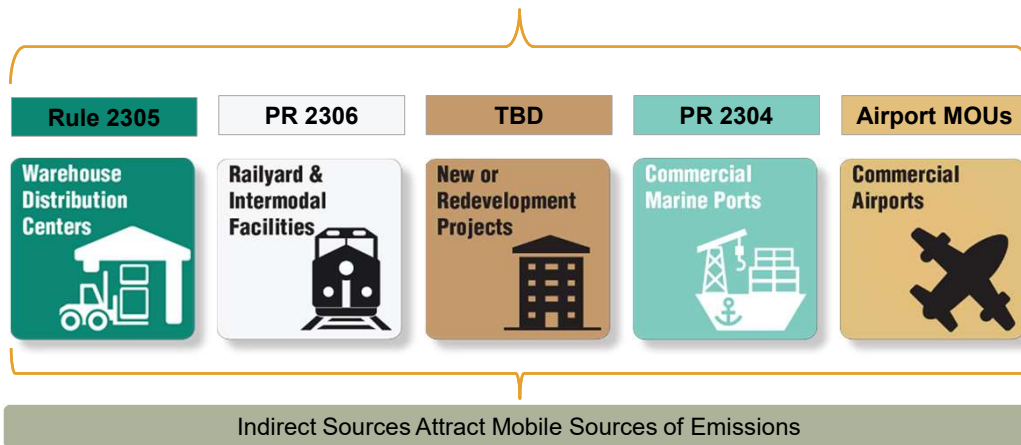 Rule 2305
PR 2306
TBD
PR 2304
Airport MOUs
Warehouse
Distribution
Centers
Railyard &
Intermodal
Facilities
New or
Redevelopment
Projects
Commercial
Marine Ports
Commercial
Airports
Indirect Sources Attract Mobile Sources of Emissions